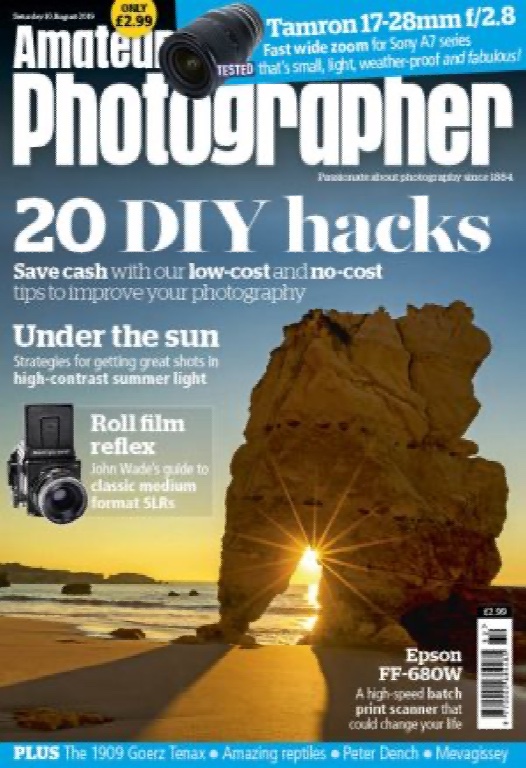 Saturday 10 August 2019
ONLY
£2.99
Tamron 17-28mm f/2.8
Fast wide zoom for Sony A7 series
TESTED that's small, light, weather-proof and fabulous!
Amateur
Photographer
Passionate about photography since 1884
20 DIY hacks
Save cash with our low-cost and no-cost
tips to improve your photography
Under the sun
Strategies for getting great shots in
high-contrast summer light
Roll film
reflex
John Wade's guide to
classic medium
format SLRs
£2.99
Epson
FF-680W
A high-speed batch
print scanner that
could change your life
PLUS The 1909 Goerz Tenax ● Amazing reptiles ● Peter Dench ● Mevagissey